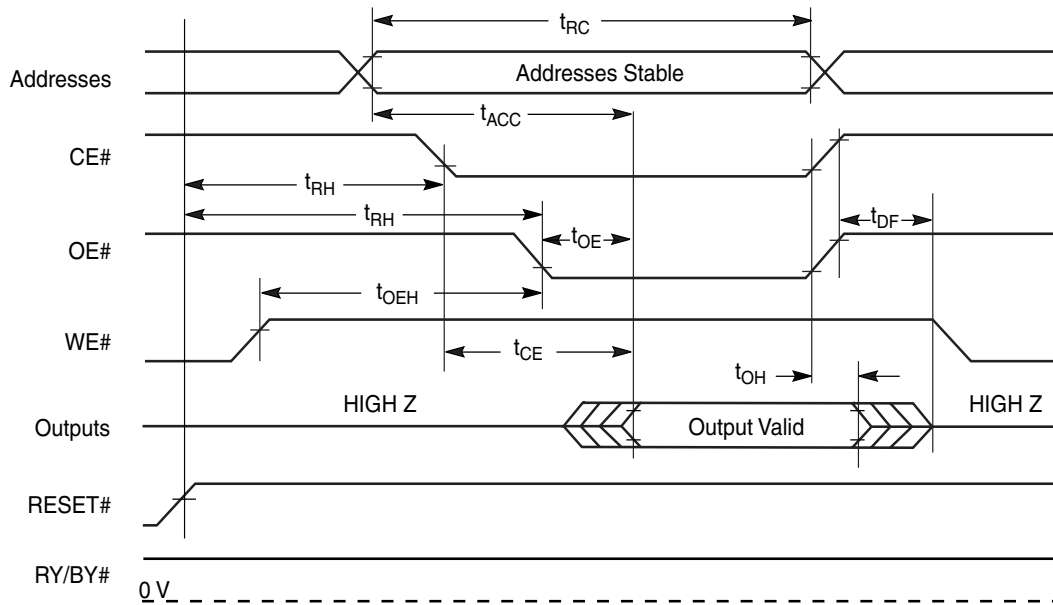 tRC
Addresses
Addresses Stable
tACC
CE#
tRH
tRH
tDF
OE#
tOE
tOEH
WE#
tCE
tOH
HIGH Z
HIGH Z
Outputs
Output Valid
RESET#
RY/BY#
0 V